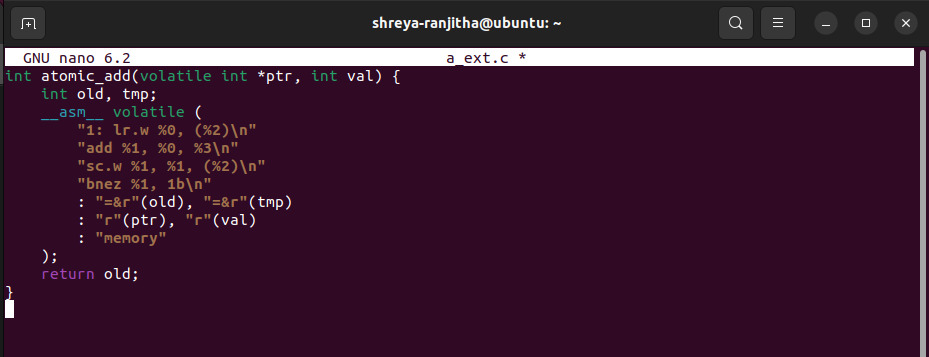 shreya-ranjitha@ubuntu: ~
GNU nano 6.2 a_ext.c *
int atomic_add(volatile int *ptr, int val) {
    int old, tmp;
    __asm__ volatile (
        "1: lr.w %0, (%2)\n"
        "add %1, %0, %3\n"
        "sc.w %1, %1, (%2)\n"
        "bnez %1, 1b\n"
        : "=&r"(old), "=&r"(tmp)
        : "r"(ptr), "r"(val)
        : "memory"
    );
    return old;
}